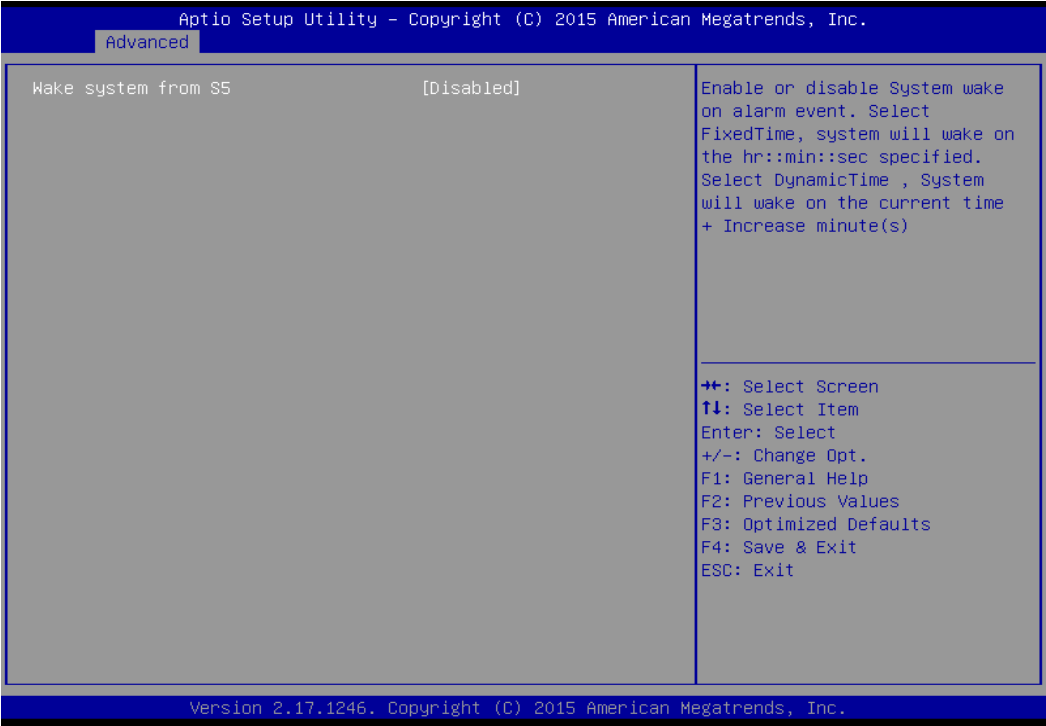 Aptio Setup Utility – Copyright (C) 2015 American Megatrends, Inc.
Advanced
Wake system from S5 [Disabled]
Enable or disable System wake
on alarm event. Select
FixedTime, system will wake on
the hr::min::sec specified.
Select DynamicTime , System
will wake on the current time
+ Increase minute(s)
→←: Select Screen
↑↓: Select Item
Enter: Select
+/-: Change Opt.
F1: General Help
F2: Previous Values
F3: Optimized Defaults
F4: Save & Exit
ESC: Exit
Version 2.17.1246. Copyright (C) 2015 American Megatrends, Inc.